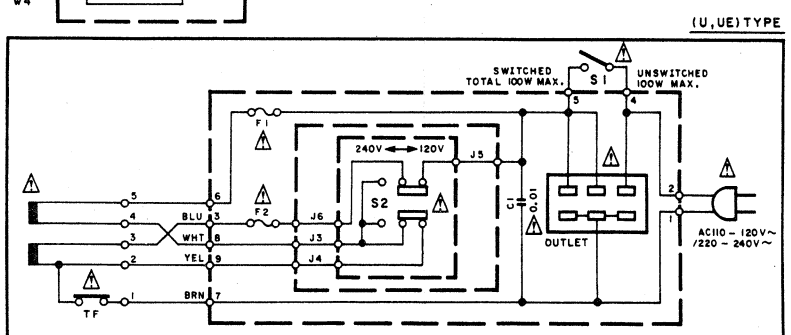 W4
(U,UE)TYPE
SWITCHED
TOTAL 100W MAX.
S1
UNSWITCHED
100W MAX.
5
4
F1
240V ↔ 120V
J5
S2
5
6
4
BLU
3
F2
J6
3
WHT
8
J3
2
YEL
9
J4
1
BRN
7
TF
C1
0.01
OUTLET
2
1
AC110-120V~
/220-240V~